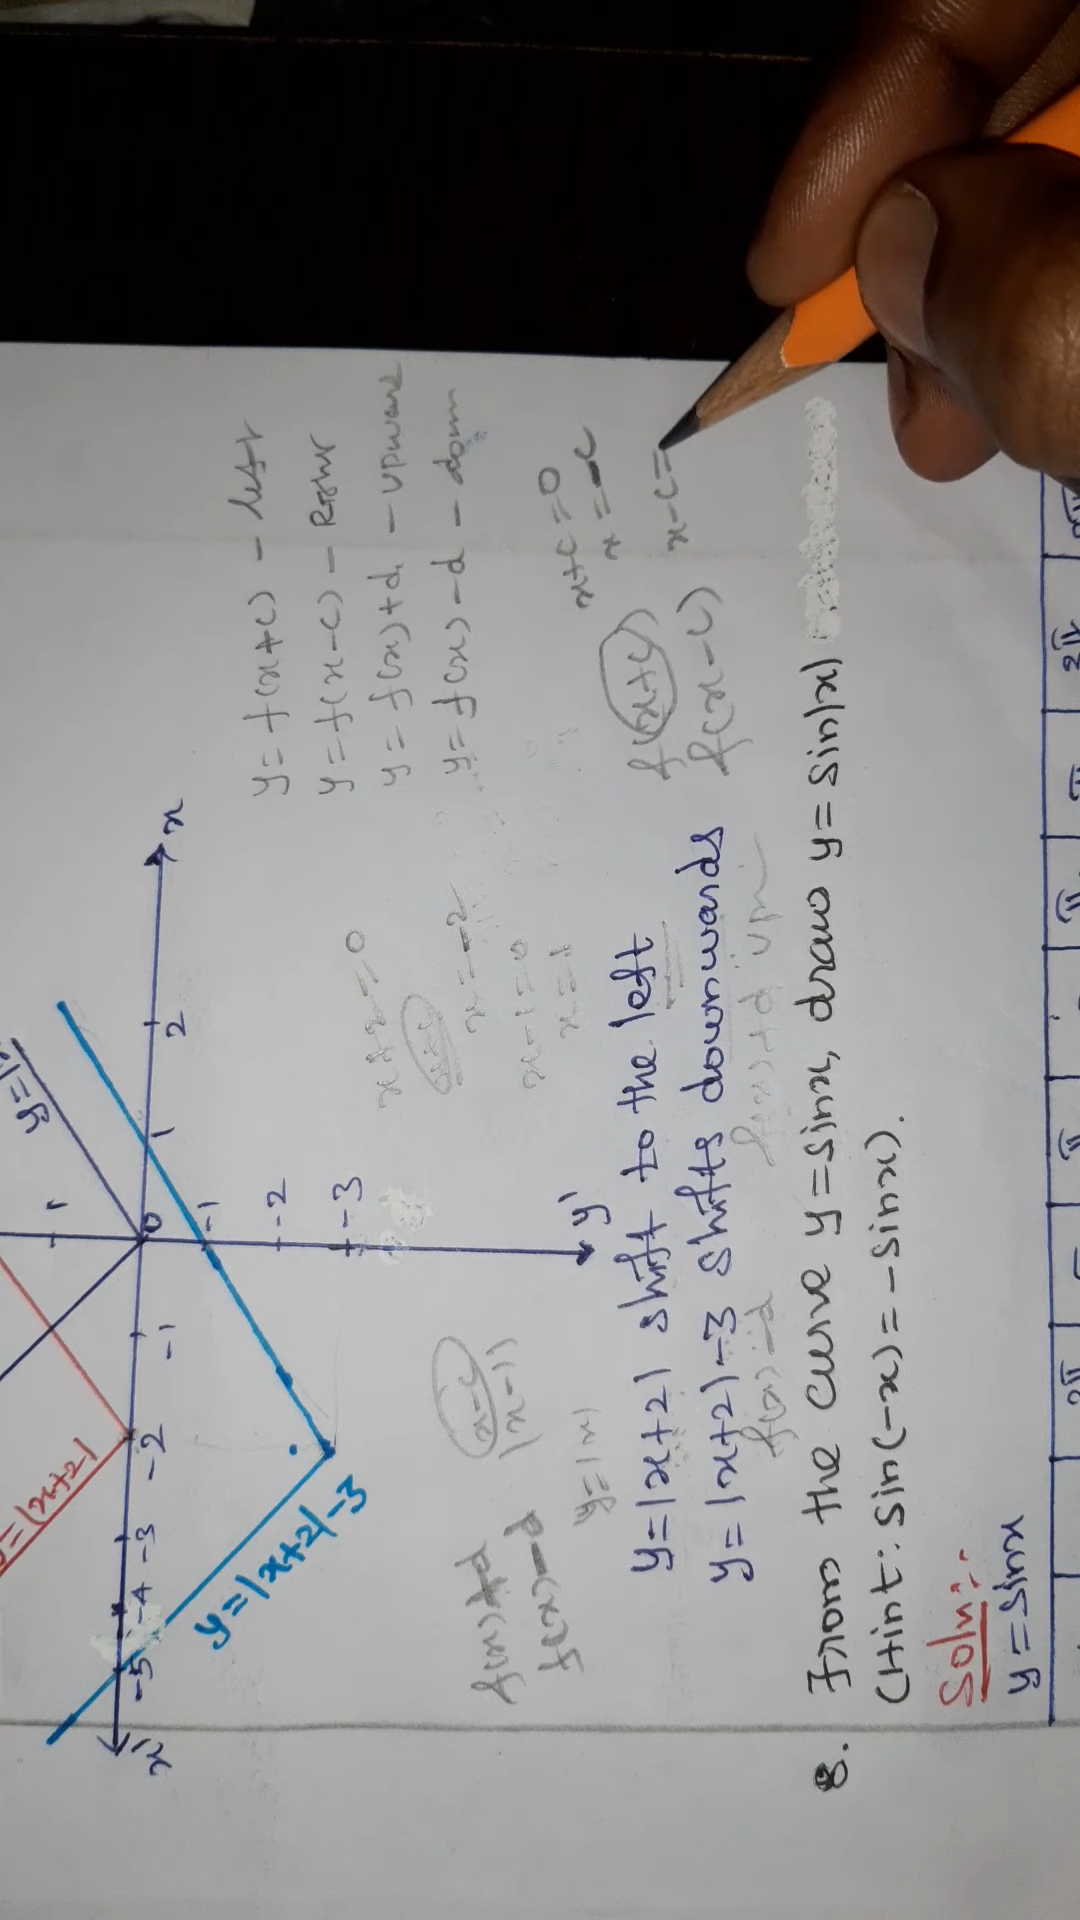 1
0
1
2
x
-1
-2
-3
-1
-2
-3
-4
-5
x'
y'
y=|x+2|-3
y = f(x+c) - left
y = f(x-c) - Right
y = f(x)+d - upward
y = f(x)-d - down
x+2=0
x+c
x=-2
x-1=0
x=1
x+c=0
x=-c
f(x+c)
f(x-c)
x-c=
f(x)+d
f(x)-d
x-c
|x-1|
y=|x|
y=|x+2| shift to the left
y=|x+2|-3 shifts downwards
f(x)-d
f(x)+d
8. From the curve y=sinx, draw y=sin|x|
(Hint: sin(-x)=-sinx).
Soln:-
y=sinx